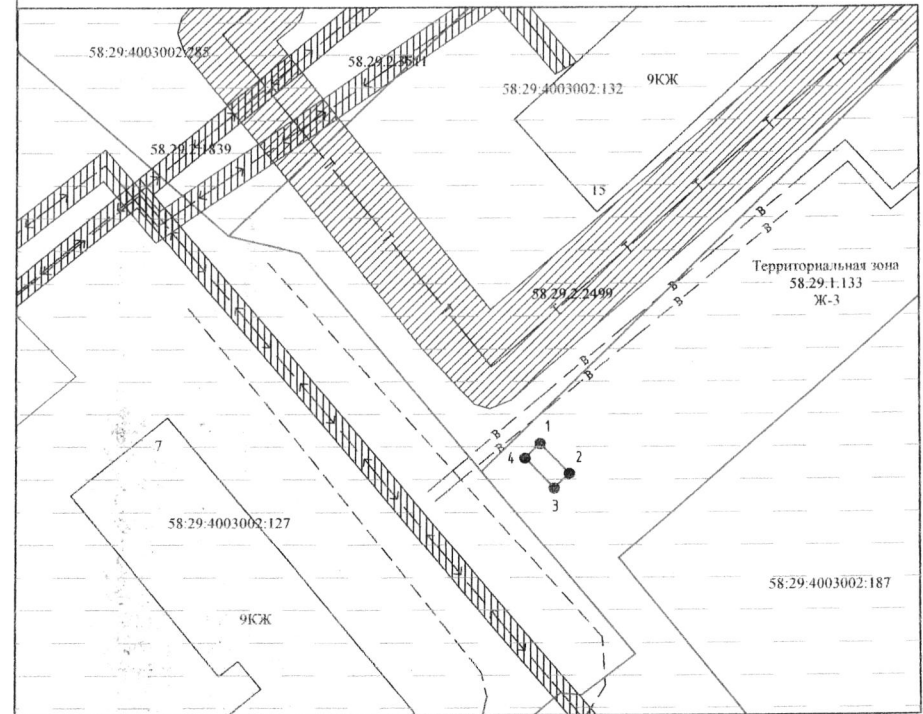 58:29:4003002:285
58.29.2.3511
58:29:4003002:132
9КЖ
58.29.2.1839
15
Т
Т
Т
Т
Т
Т
Т
Т
В
В
Территориальная зона
58.29.1.133
Ж-3
58.29.2.2499
В
В
В
В
В
В
1
4
2
3
7
58:29:4003002:127
58:29:4003002:187
9КЖ